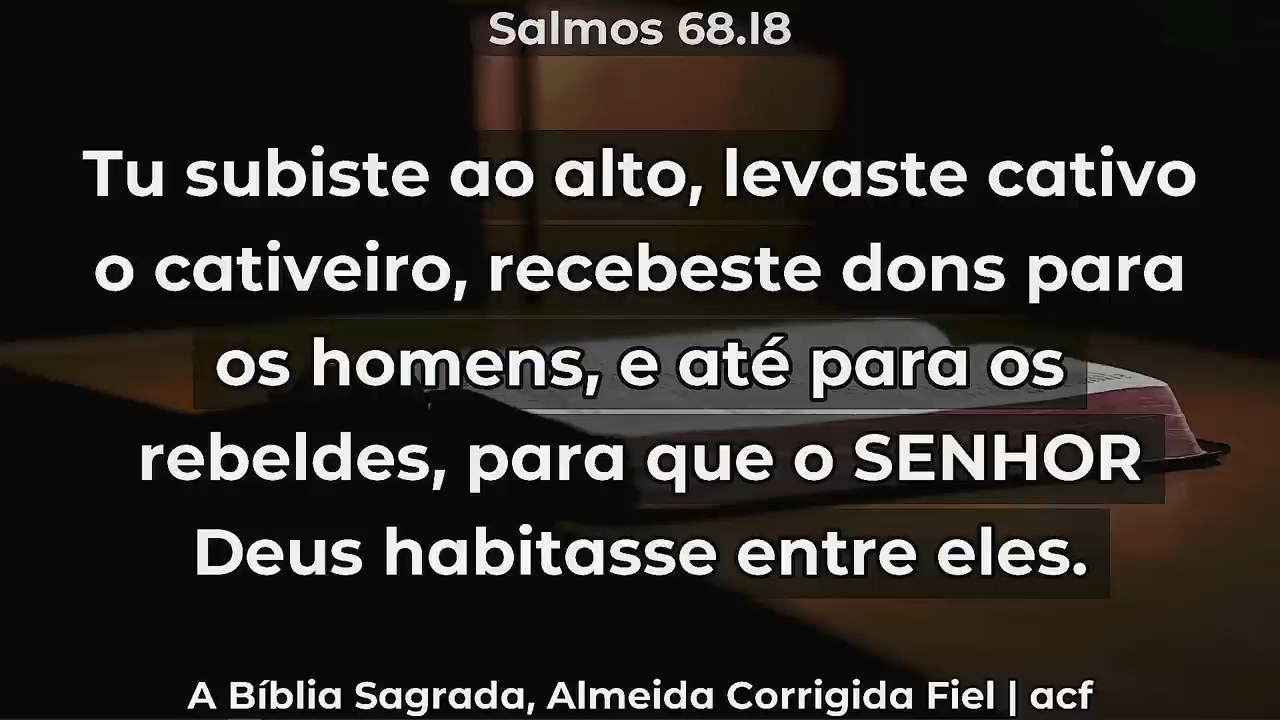 Salmos 68.18
Tu subiste ao alto, levaste cativo
o cativeiro, recebeste dons para
os homens, e até para os
rebeldes, para que o SENHOR
Deus habitasse entre eles.
A Bíblia Sagrada, Almeida Corrigida Fiel | acf